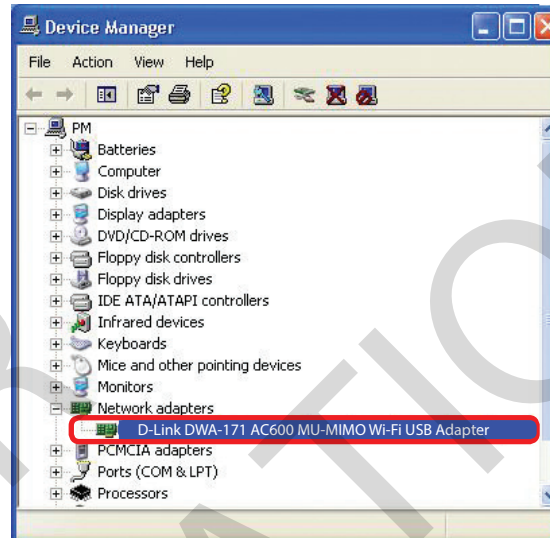 Device Manager
File Action View Help
PM
Batteries
Computer
Disk drives
Display adapters
DVD/CD-ROM drives
Floppy disk controllers
Floppy disk drives
IDE ATA/ATAPI controllers
Infrared devices
Keyboards
Mice and other pointing devices
Monitors
Network adapters
D-Link DWA-171 AC600 MU-MIMO Wi-Fi USB Adapter
PCMCIA adapters
Ports (COM & LPT)
Processors